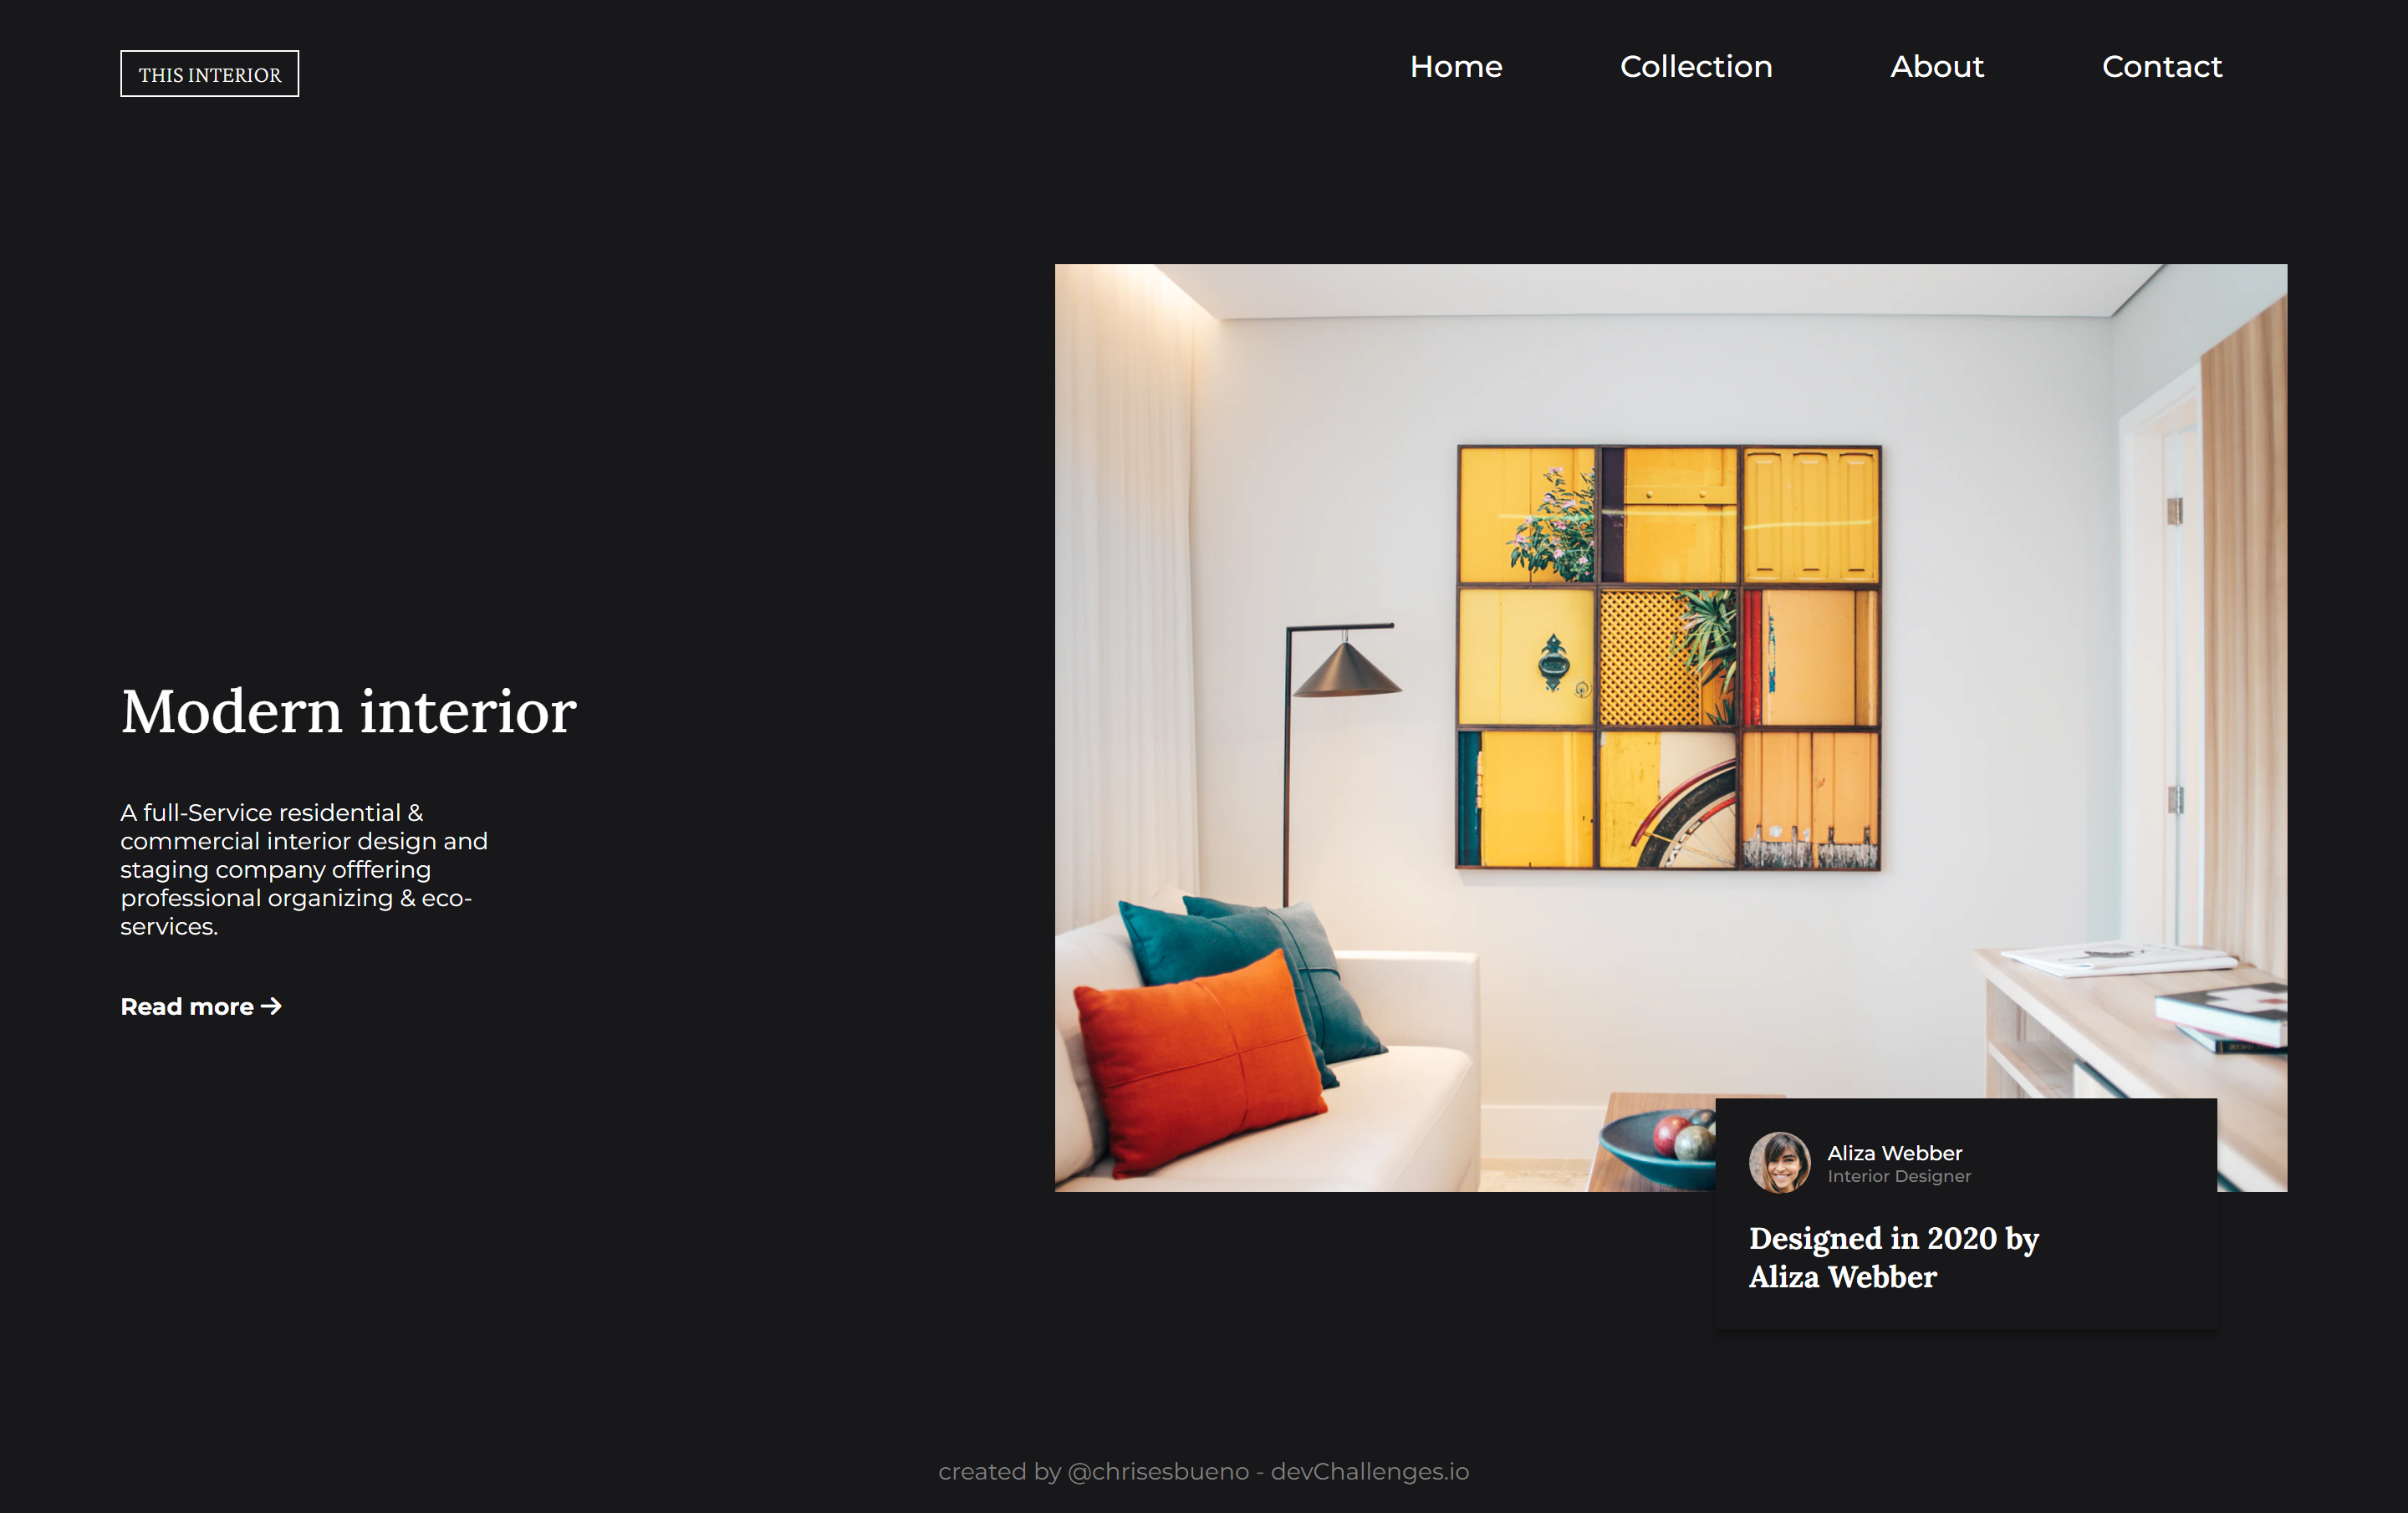 THIS INTERIOR
Home Collection About Contact
Modern interior
A full-Service residential &
commercial interior design and
staging company offfering
professional organizing & eco-
services.
Read more →
Aliza Webber
Interior Designer
Designed in 2020 by
Aliza Webber
created by @chrisesbueno - devChallenges.io